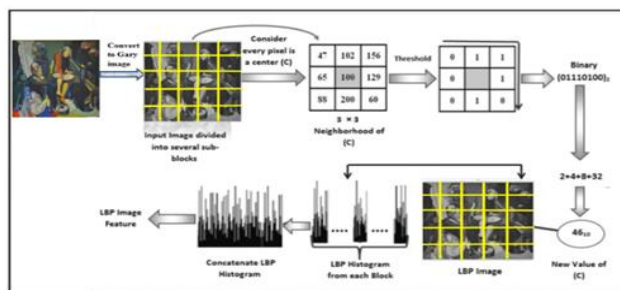 Convert
to Gary
image
Consider
every pixel is
a center (C)
47 102 156
65 100 129
88 200 60
Threshold
0 1 1
0 1
0 1 0
Binary
(01110100)₂
Input Image divided
into several sub-
blocks
3 × 3
Neighborhood of
(C)
2+4+8+32
46₁₀
New Value of
(C)
LBP Image
LBP Histogram
from each Block
Concatenate LBP
Histogram
LBP Image
Feature